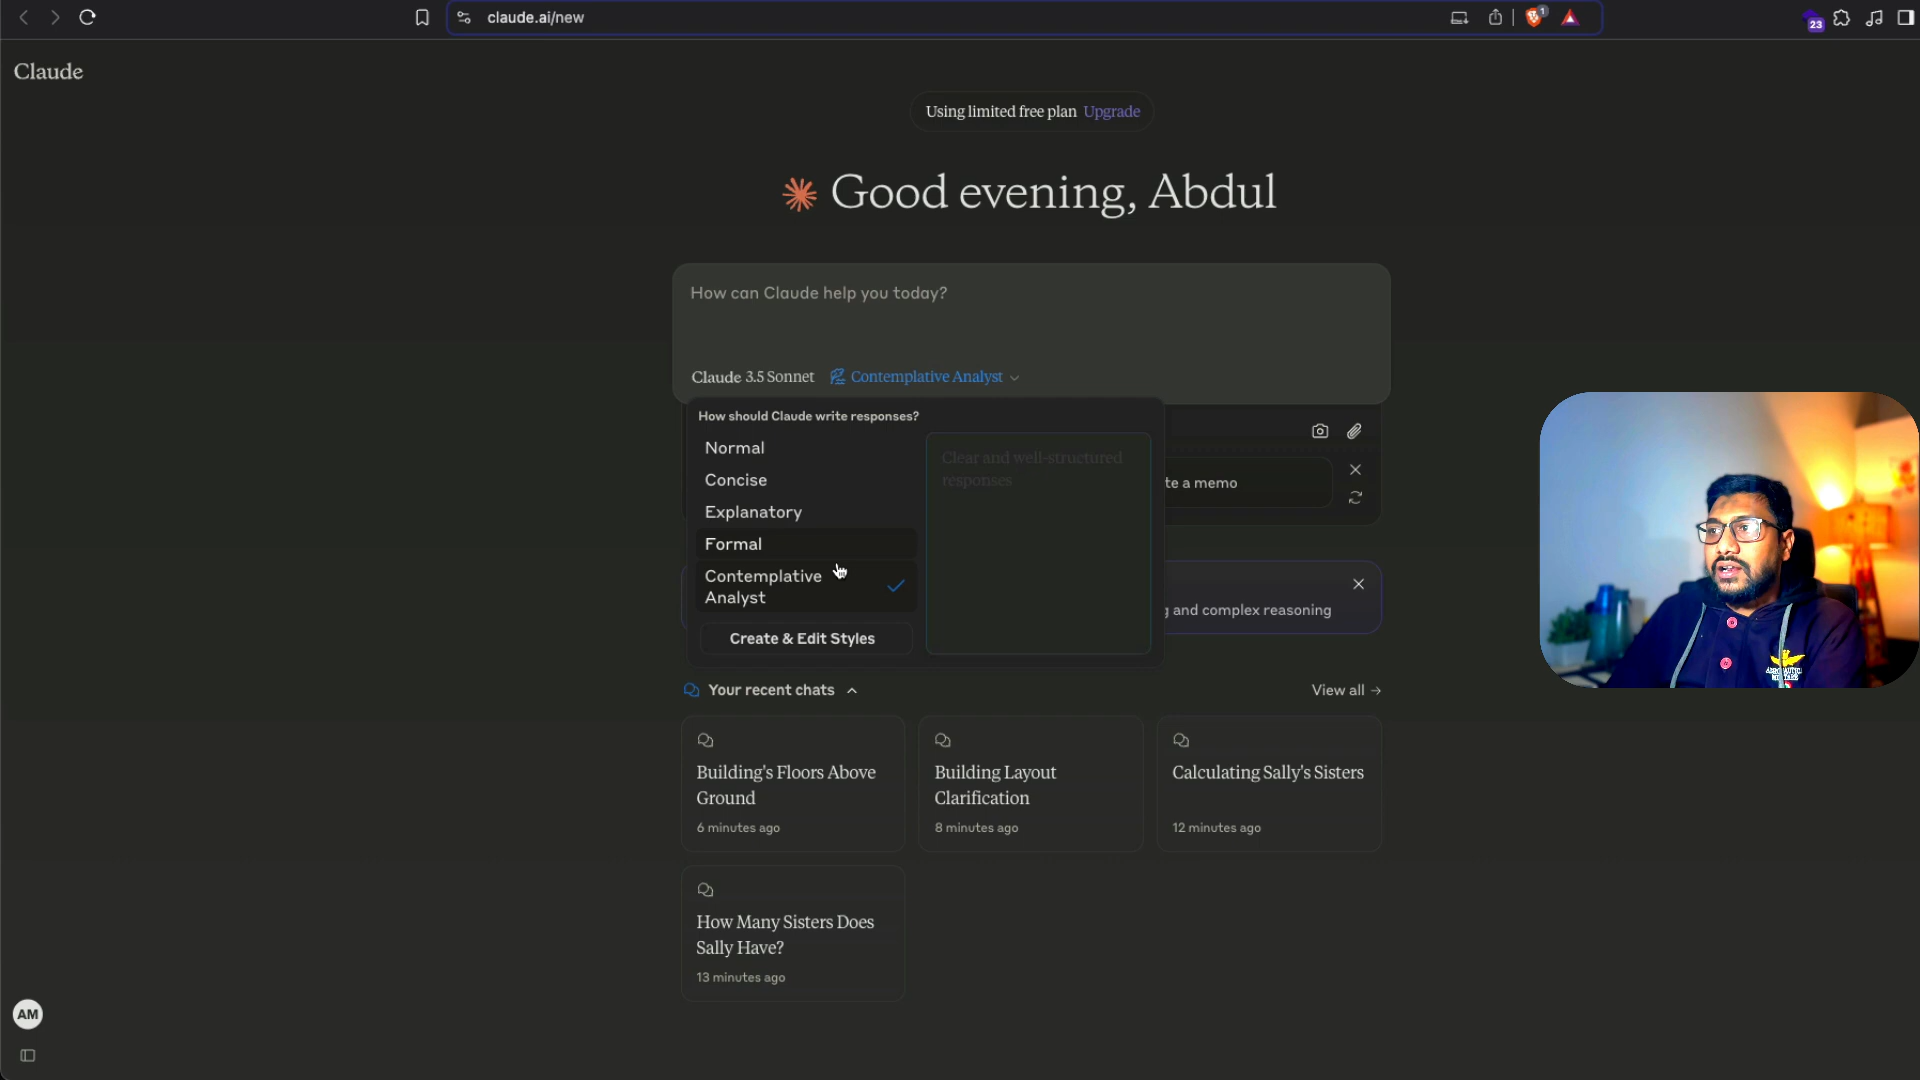 claude.ai/new
1
23
Claude
Using limited free plan Upgrade
Good evening, Abdul
How can Claude help you today?
Claude 3.5 Sonnet Contemplative Analyst
How should Claude write responses?
Normal
Concise
Explanatory
Formal
Contemplative
Analyst
Create & Edit Styles
Clear and well-structured
responses
te a memo
g and complex reasoning
Your recent chats
View all →
Building's Floors Above
Ground
6 minutes ago
Building Layout
Clarification
8 minutes ago
Calculating Sally's Sisters
12 minutes ago
How Many Sisters Does
Sally Have?
13 minutes ago
AM